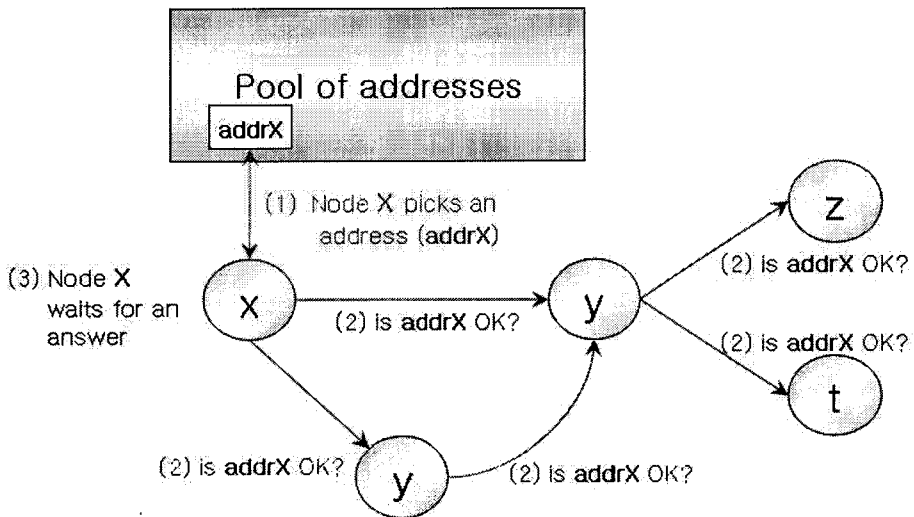 Pool of addresses
addrX
(1) Node X picks an
address (addrX)
z
(3) Node X
waits for an
answer
x
y
(2) is addrX OK?
(2) is addrX OK?
(2) is addrX OK?
t
(2) is addrX OK?
y
(2) is addrX OK?